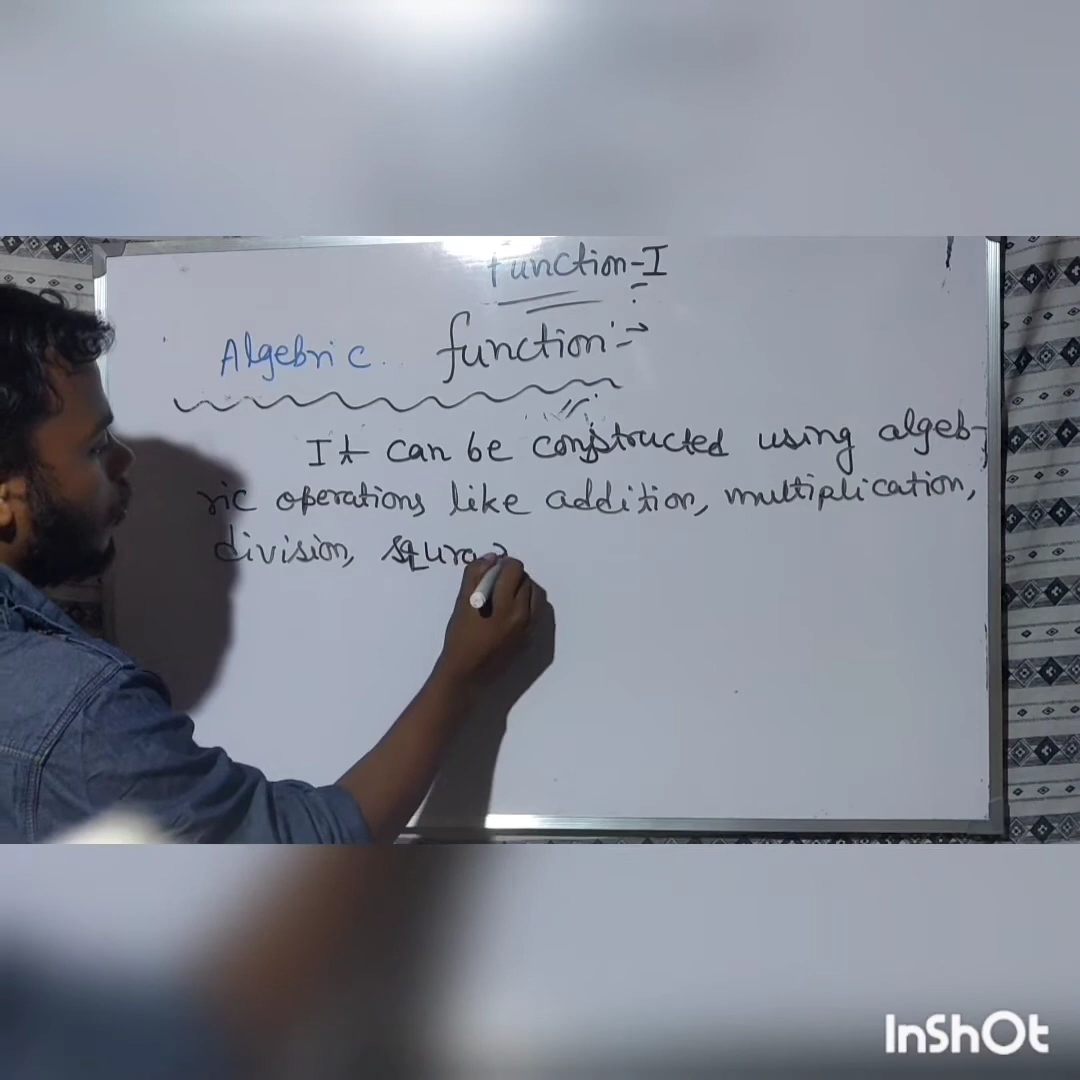 Function-I
Algebric function:→
It can be constructed using algeb-
ric operations like addition, multiplication,
division,
InShOt